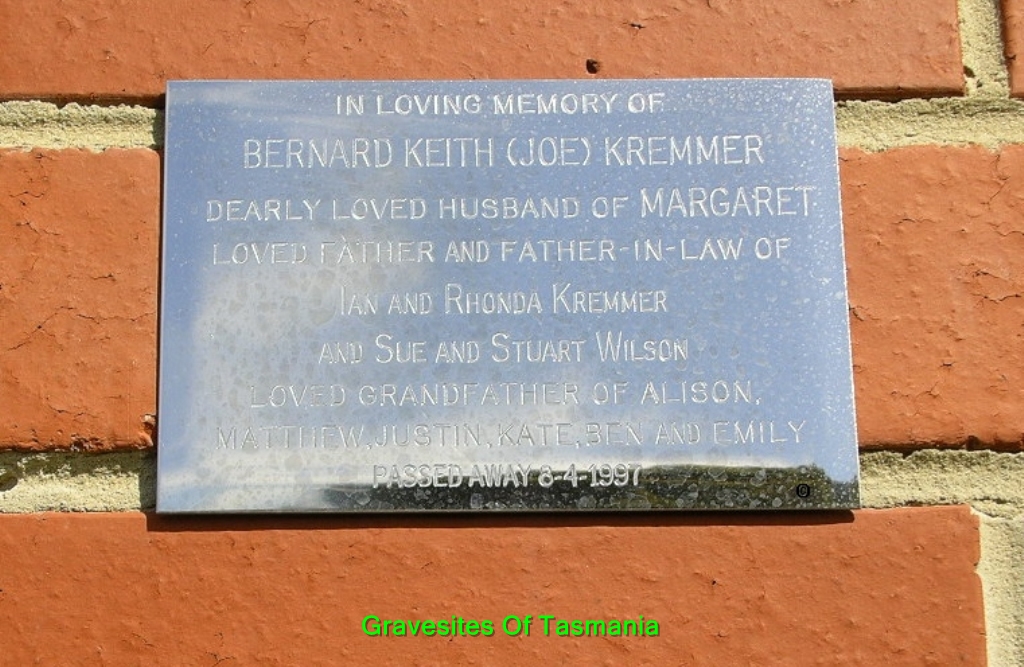 IN LOVING MEMORY OF
BERNARD KEITH (JOE) KREMMER
DEARLY LOVED HUSBAND OF MARGARET
LOVED FATHER AND FATHER-IN-LAW OF
IAN AND RHONDA KREMMER
AND SUE AND STUART WILSON
LOVED GRANDFATHER OF ALISON,
MATTHEW, JUSTIN, KATE, BEN AND EMILY
PASSED AWAY 8-4-1997
©
Gravesites Of Tasmania